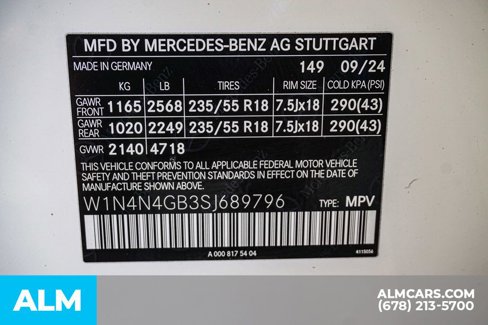 MFD BY MERCEDES-BENZ AG STUTTGART
MADE IN GERMANY 149 09/24
KG LB TIRES RIM SIZE COLD KPA (PSI)
GAWR FRONT 1165 2568 235/55 R18 7.5Jx18 290(43)
GAWR REAR 1020 2249 235/55 R18 7.5Jx18 290(43)
GVWR 2140 4718
THIS VEHICLE CONFORMS TO ALL APPLICABLE FEDERAL MOTOR VEHICLE
SAFETY, BUMPER, AND THEFT PREVENTION STANDARDS IN EFFECT ON THE
DATE OF MANUFACTURE SHOWN ABOVE.
W1N4N4GB3SJ689796 TYPE: MPV
A 000 817 54 04 4115056
ALM
ALMCARS.COM
(678) 213-5700